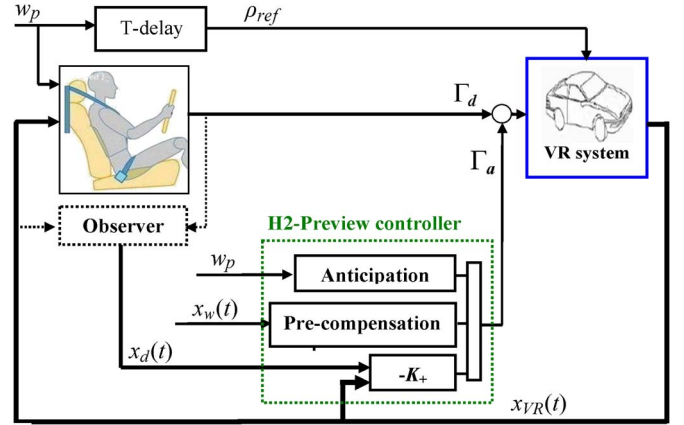 w_p
T-delay
ρ_ref
Γ_d
VR system
Γ_a
Observer
H2-Preview controller
w_p
Anticipation
x_w(t)
Pre-compensation
x_d(t)
-K_+
x_VR(t)